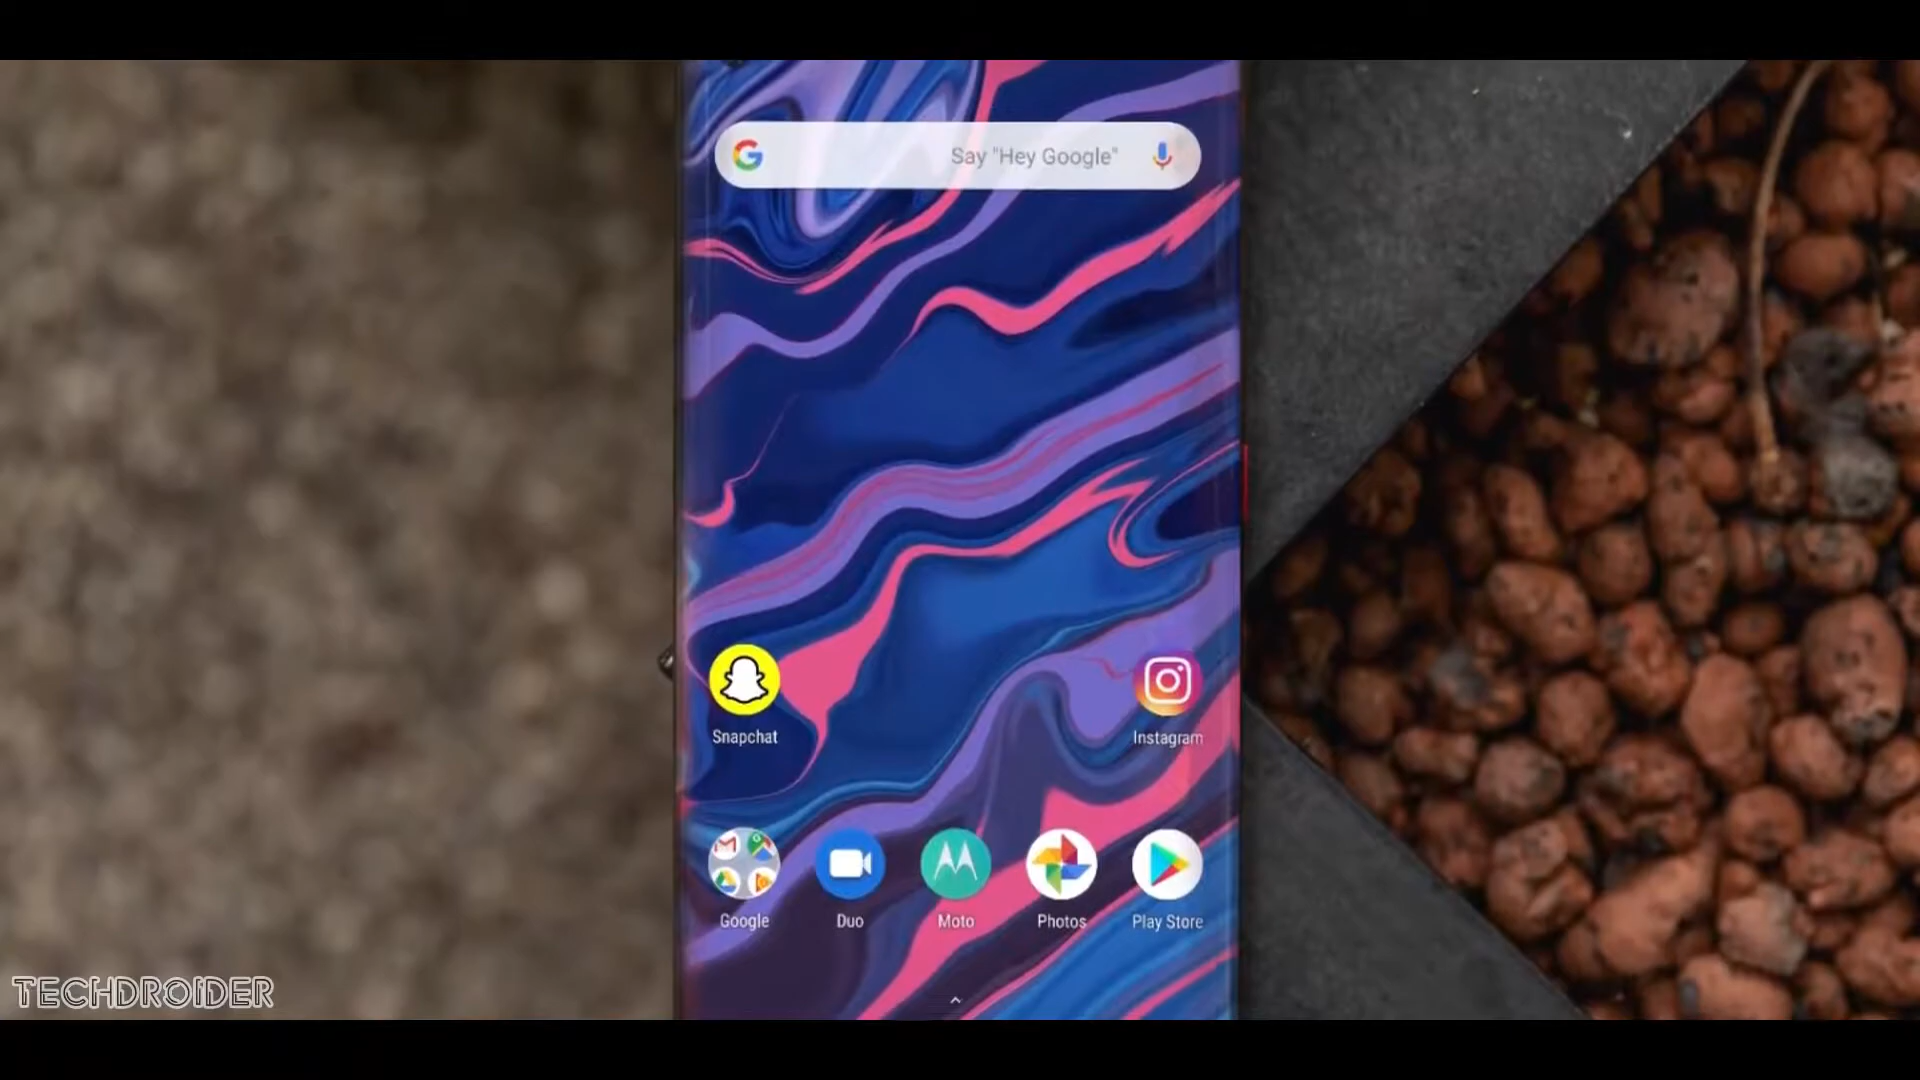 Say "Hey Google"
Snapchat
Instagram
Google
Duo
Moto
Photos
Play Store
TECHDROIDER